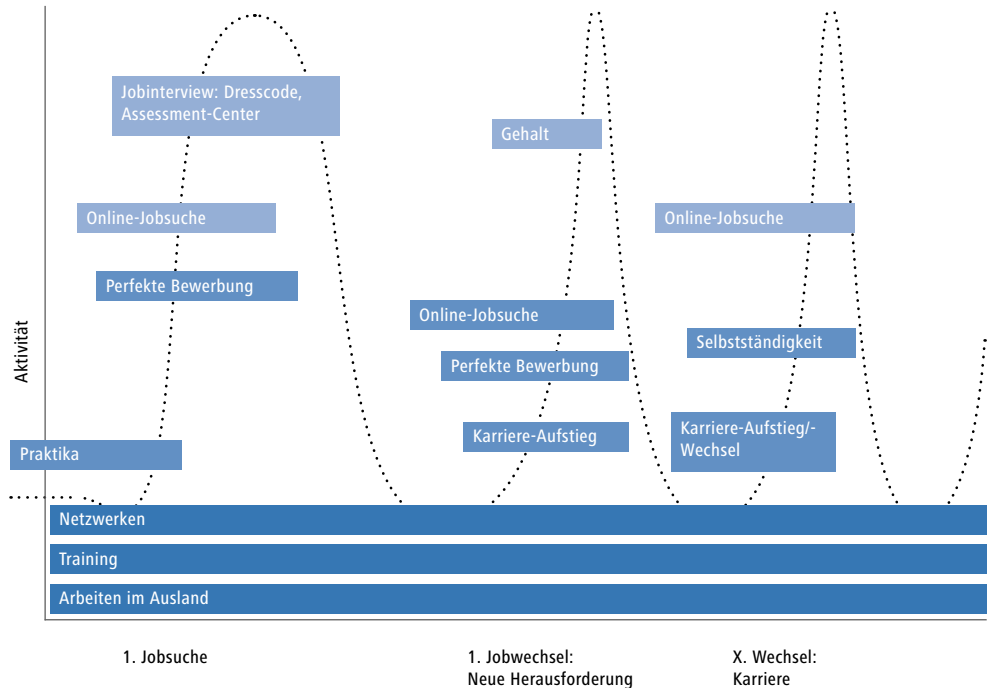 Aktivität
Jobinterview: Dresscode,
Assessment-Center
Online-Jobsuche
Perfekte Bewerbung
Praktika
Gehalt
Online-Jobsuche
Perfekte Bewerbung
Karriere-Aufstieg
Online-Jobsuche
Selbstständigkeit
Karriere-Aufstieg/-
Wechsel
Netzwerken
Training
Arbeiten im Ausland
1. Jobsuche
1. Jobwechsel:
Neue Herausforderung
X. Wechsel:
Karriere